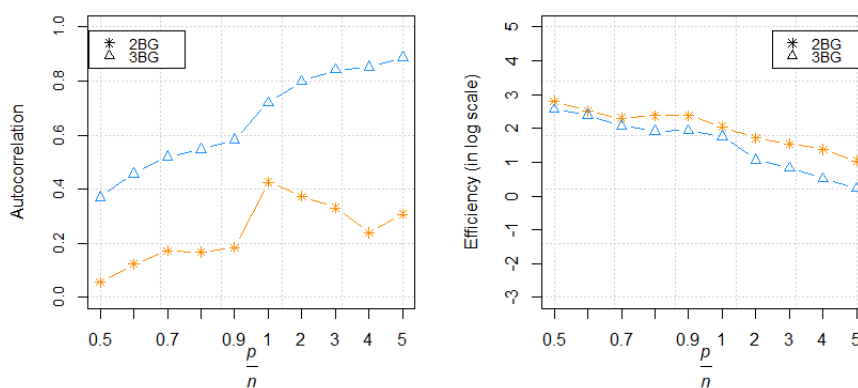 Autocorrelation
1.0
0.8
0.6
0.4
0.2
0.0
2BG
3BG
0.5 0.7 0.9 1 2 3 4 5
p
n
Efficiency (in log scale)
5
4
3
2
1
0
-1
-2
-3
2BG
3BG
0.5 0.7 0.9 1 2 3 4 5
p
n